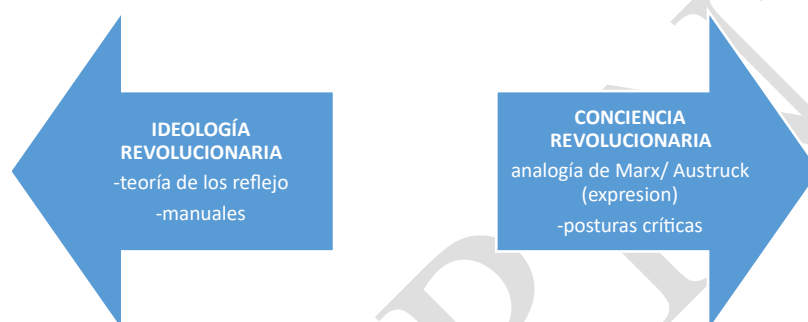 IDEOLOGÍA
REVOLUCIONARIA
-teoría de los reflejo
-manuales
CONCIENCIA
REVOLUCIONARIA
analogía de Marx/ Austruck
(expresion)
-posturas críticas